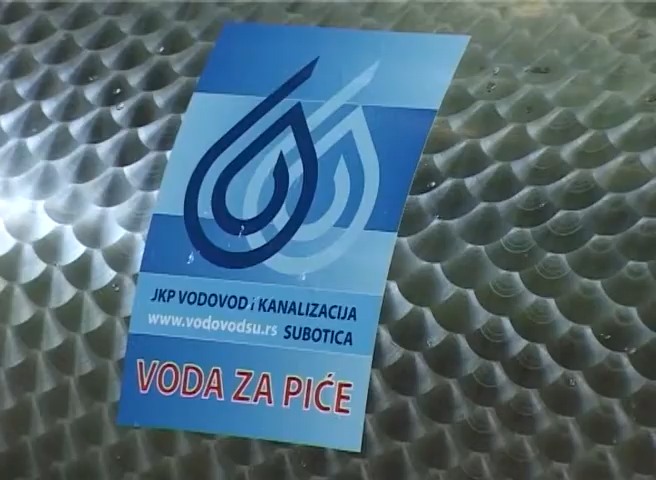 JKP VODOVOD i KANALIZACIJA
www.vodovodsu.rs SUBOTICA
VODA ZA PIĆE